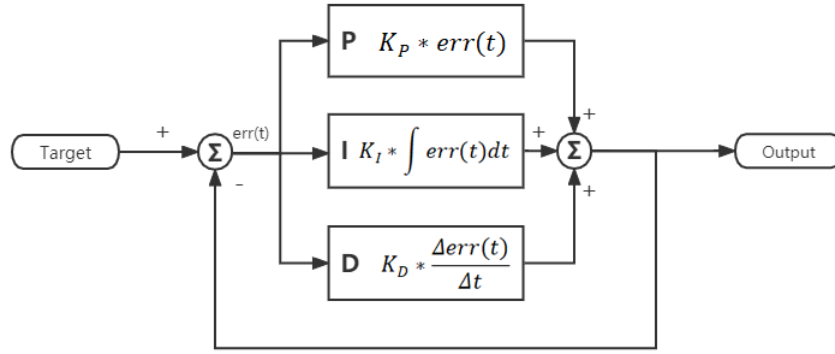 P K_P * err(t)
+
+
err(t)
+
Target
Σ
I K_I * ∫ err(t)dt
Σ
Output
-
+
D K_D * Δerr(t)/Δt